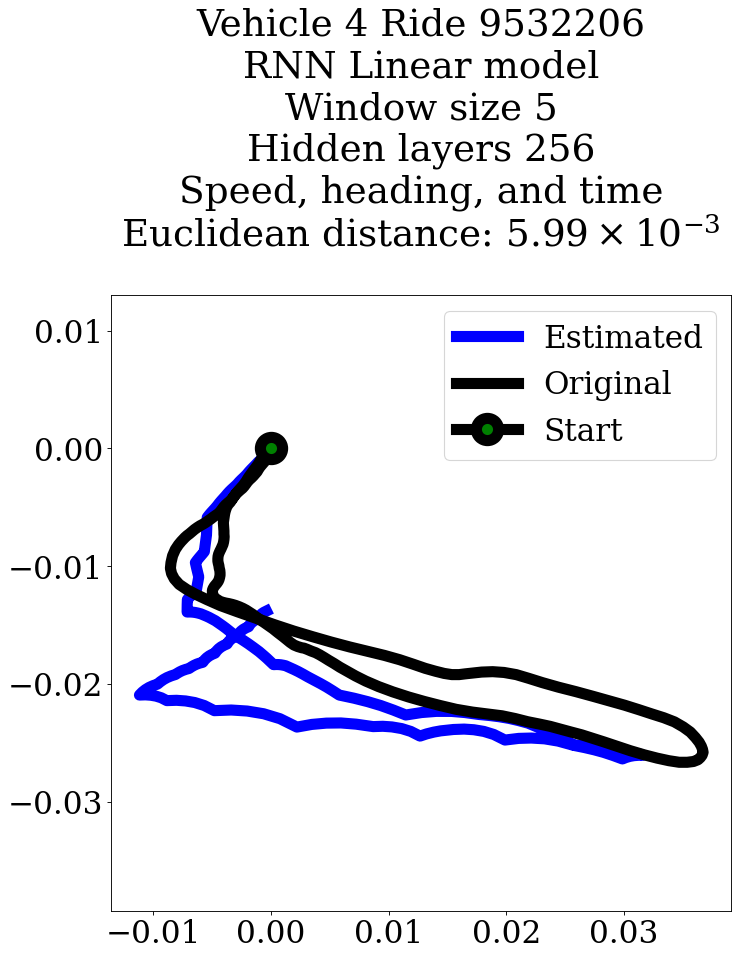 Vehicle 4 Ride 9532206
RNN Linear model
Window size 5
Hidden layers 256
Speed, heading, and time
Euclidean distance: 5.99 × 10⁻³
Estimated
Original
Start
0.01
0.00
−0.01
−0.02
−0.03
−0.01 0.00 0.01 0.02 0.03